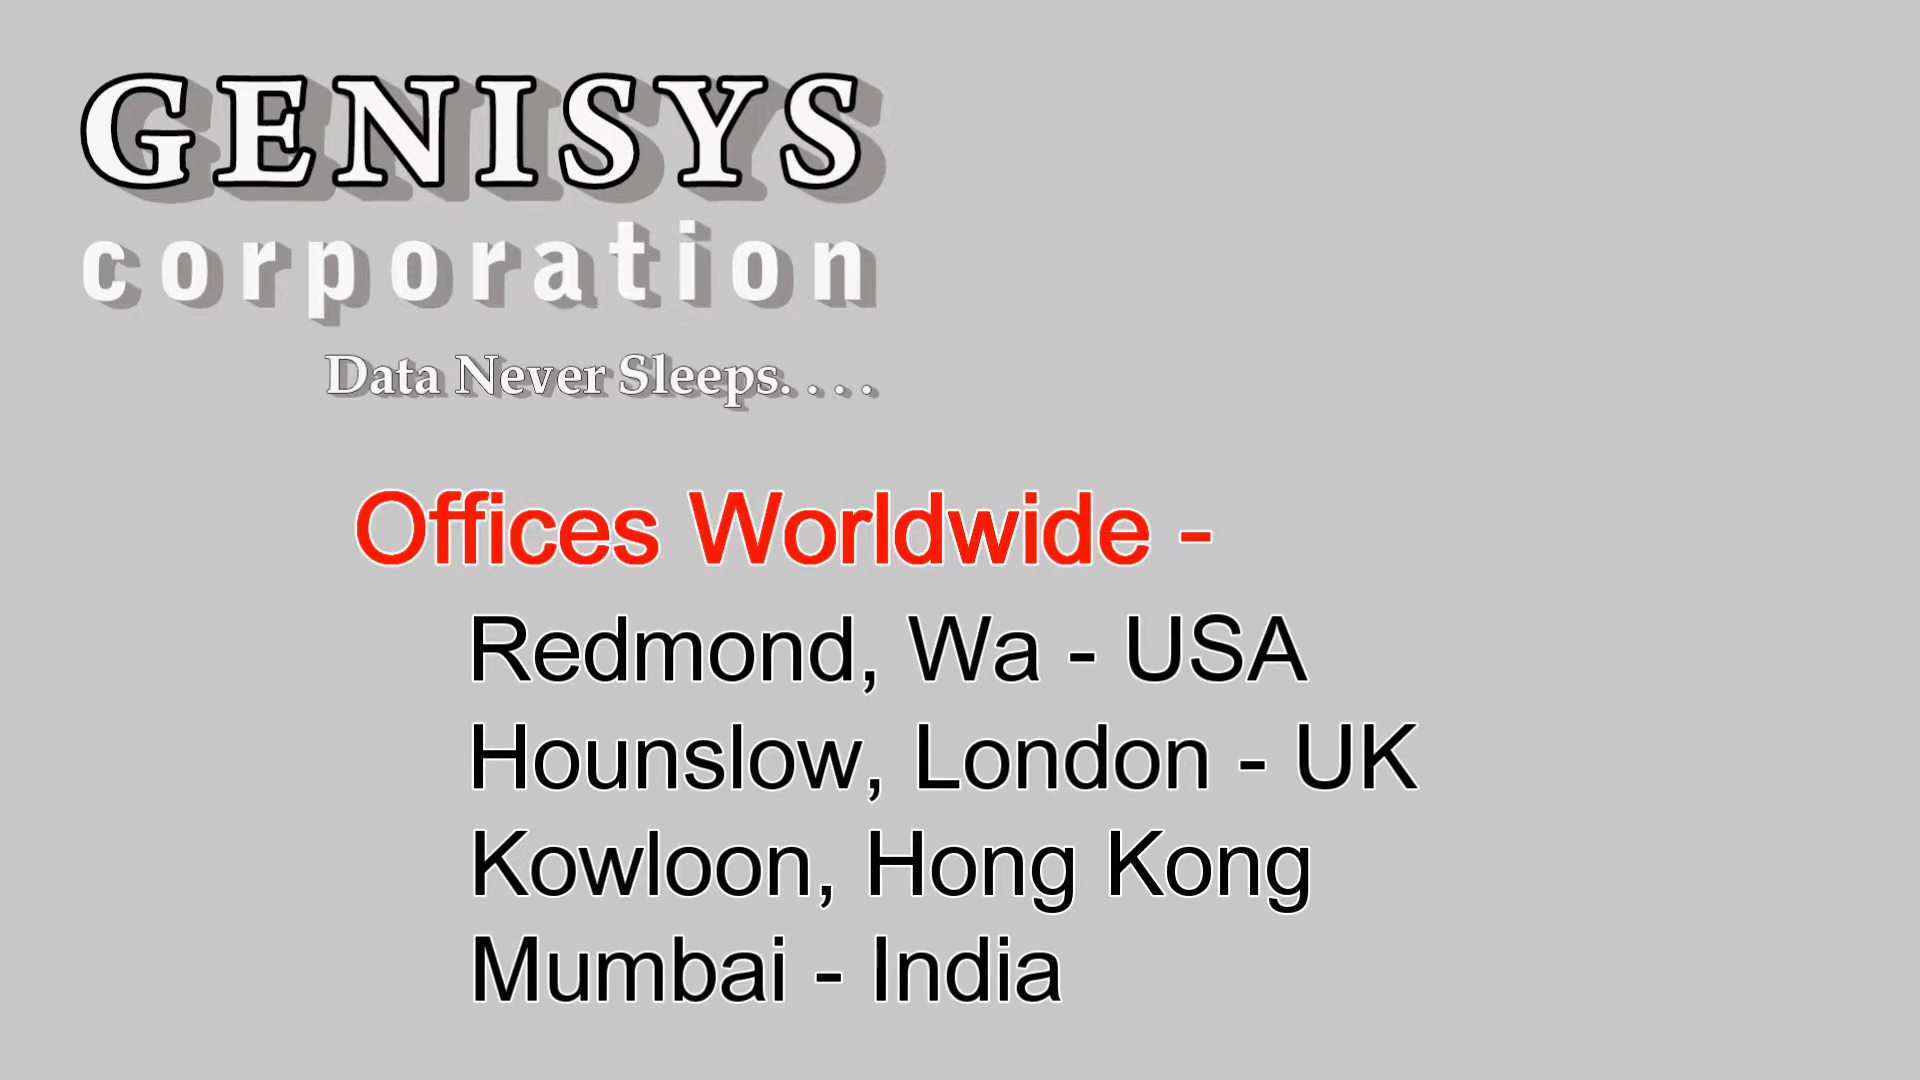 GENISYS
corporation
Data Never Sleeps. . . .
Offices Worldwide -
Redmond, Wa - USA
Hounslow, London - UK
Kowloon, Hong Kong
Mumbai - India